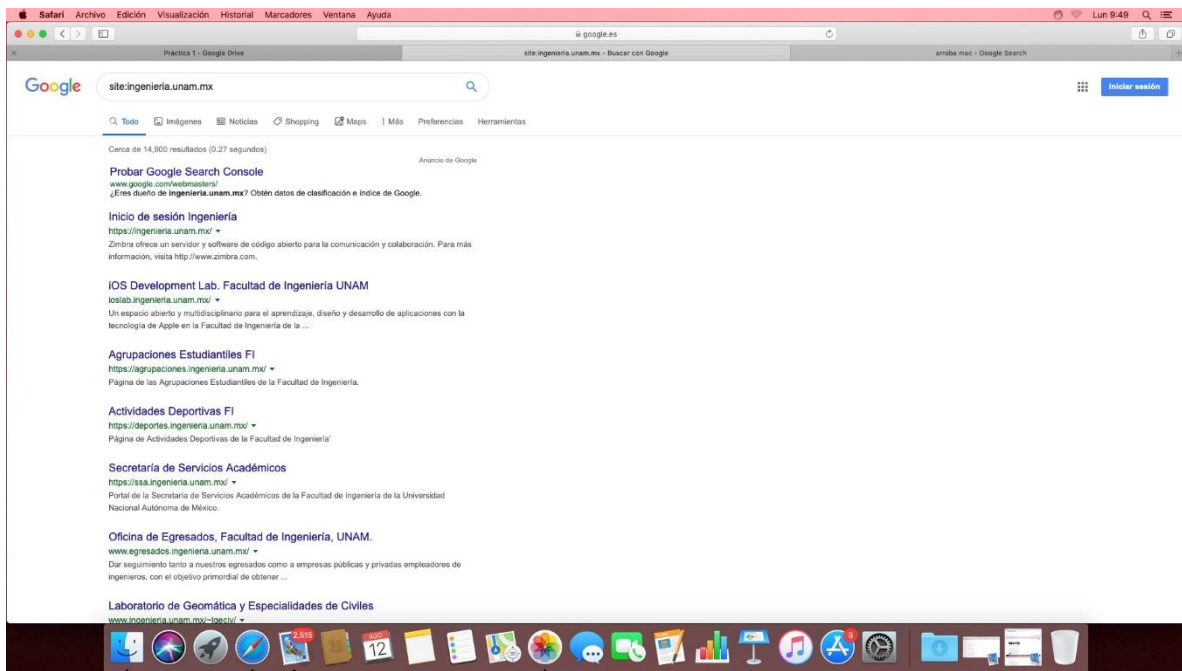 Safari Archivo Edición Visualización Historial Marcadores Ventana Ayuda Lun 9:49
google.es
Práctica 1 - Google Drive site:ingenieria.unam.mx - Buscar con Google arroba mac - Google Search
Google site:ingenieria.unam.mx Iniciar sesión
Todo Imágenes Noticias Shopping Maps Más Preferencias Herramientas
Cerca de 14,900 resultados (0.27 segundos)
Anuncio de Google
Probar Google Search Console
www.google.com/webmasters/
¿Eres dueño de ingenieria.unam.mx? Obtén datos de clasificación e índice de Google.
Inicio de sesión Ingeniería
https://ingenieria.unam.mx/
Zimbra ofrece un servidor y software de código abierto para la comunicación y colaboración. Para más
información, visita http://www.zimbra.com.
iOS Development Lab. Facultad de Ingeniería UNAM
ioslab.ingenieria.unam.mx/
Un espacio abierto y multidisciplinario para el aprendizaje, diseño y desarrollo de aplicaciones con la
tecnología de Apple en la Facultad de Ingeniería de la ...
Agrupaciones Estudiantiles FI
https://agrupaciones.ingenieria.unam.mx/
Página de las Agrupaciones Estudiantiles de la Facultad de Ingeniería.
Actividades Deportivas FI
https://deportes.ingenieria.unam.mx/
Página de Actividades Deportivas de la Facultad de Ingeniería'
Secretaría de Servicios Académicos
https://ssa.ingenieria.unam.mx/
Portal de la Secretaría de Servicios Académicos de la Facultad de Ingeniería de la Universidad
Nacional Autónoma de México.
Oficina de Egresados, Facultad de Ingeniería, UNAM.
www.egresados.ingenieria.unam.mx/
Dar seguimiento tanto a nuestros egresados como a empresas públicas y privadas empleadores de
ingenieros, con el objetivo primordial de obtener ...
Laboratorio de Geomática y Especialidades de Civiles
www.ingenieria.unam.mx/~lgeciv/
2,515
AGO
12
5